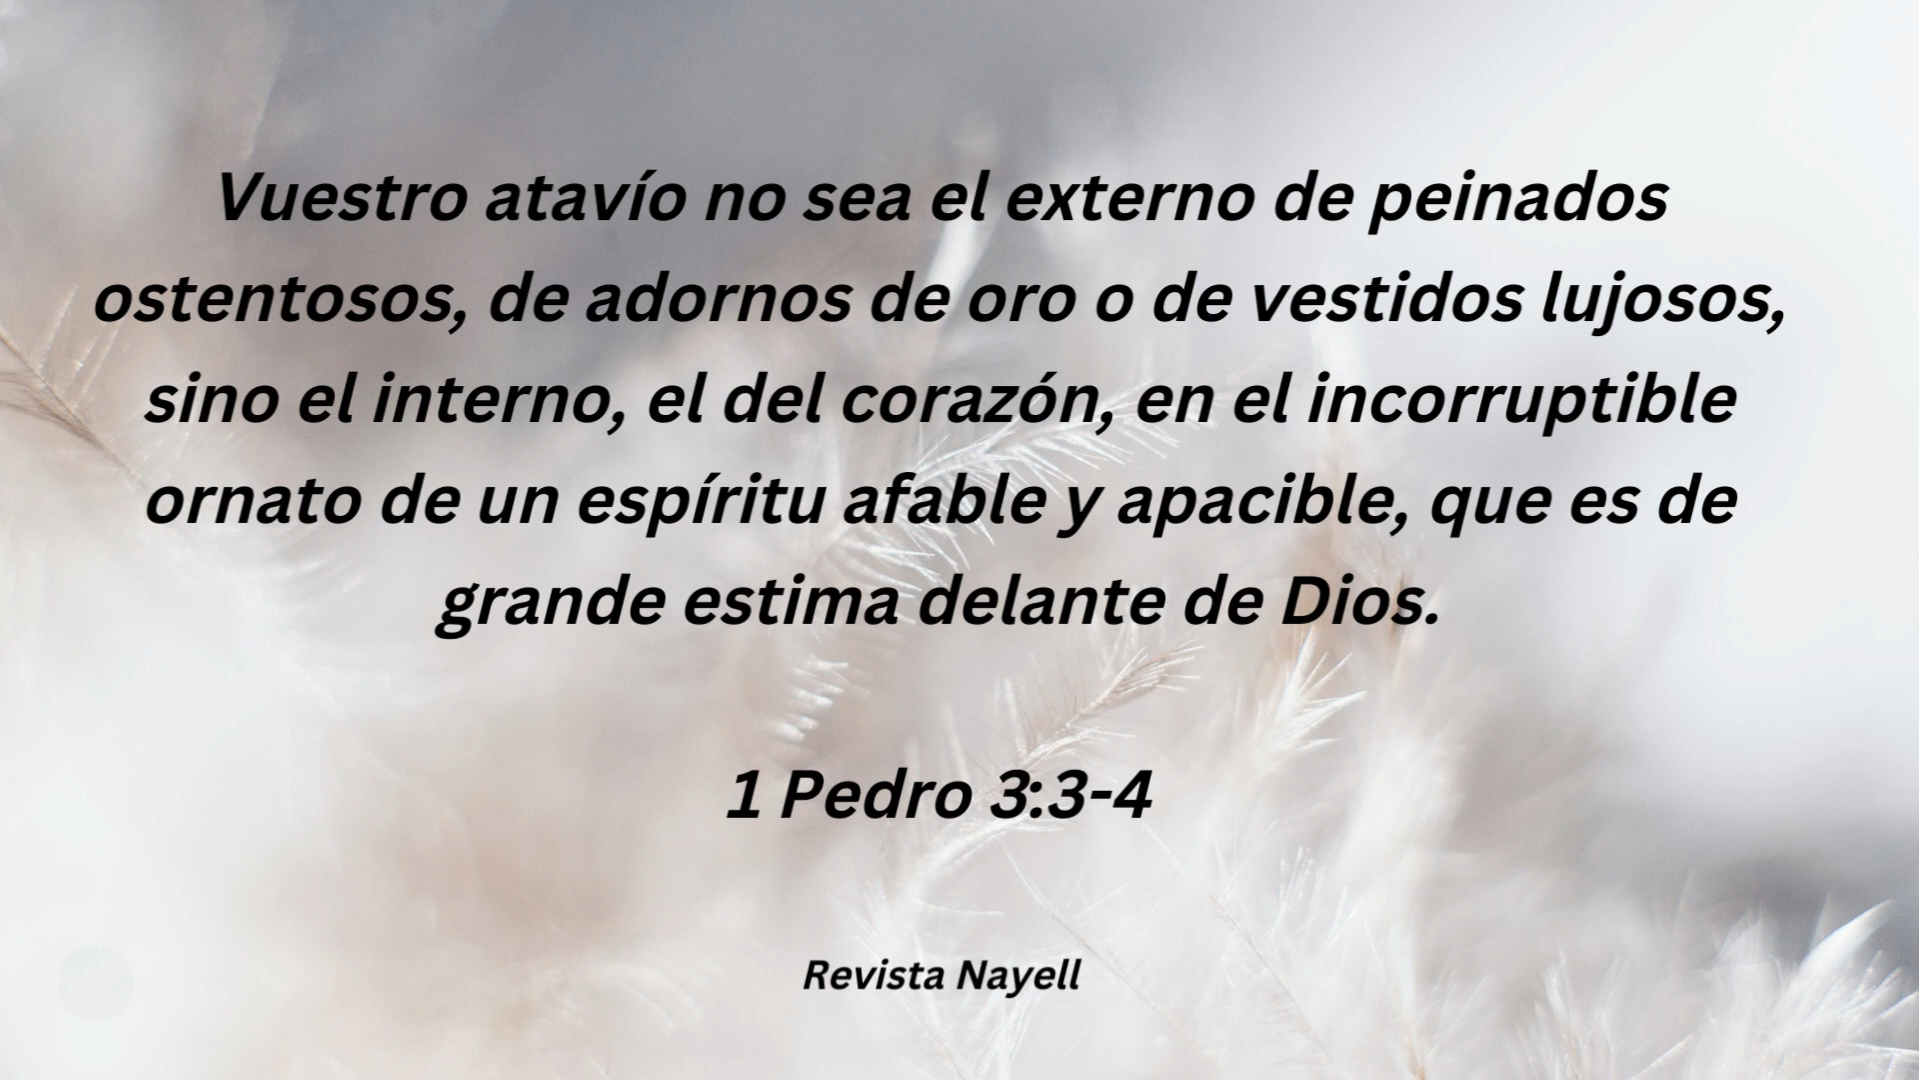 Vuestro atavío no sea el externo de peinados
ostentosos, de adornos de oro o de vestidos lujosos,
sino el interno, el del corazón, en el incorruptible
ornato de un espíritu afable y apacible, que es de
grande estima delante de Dios.
1 Pedro 3:3-4
Revista Nayell